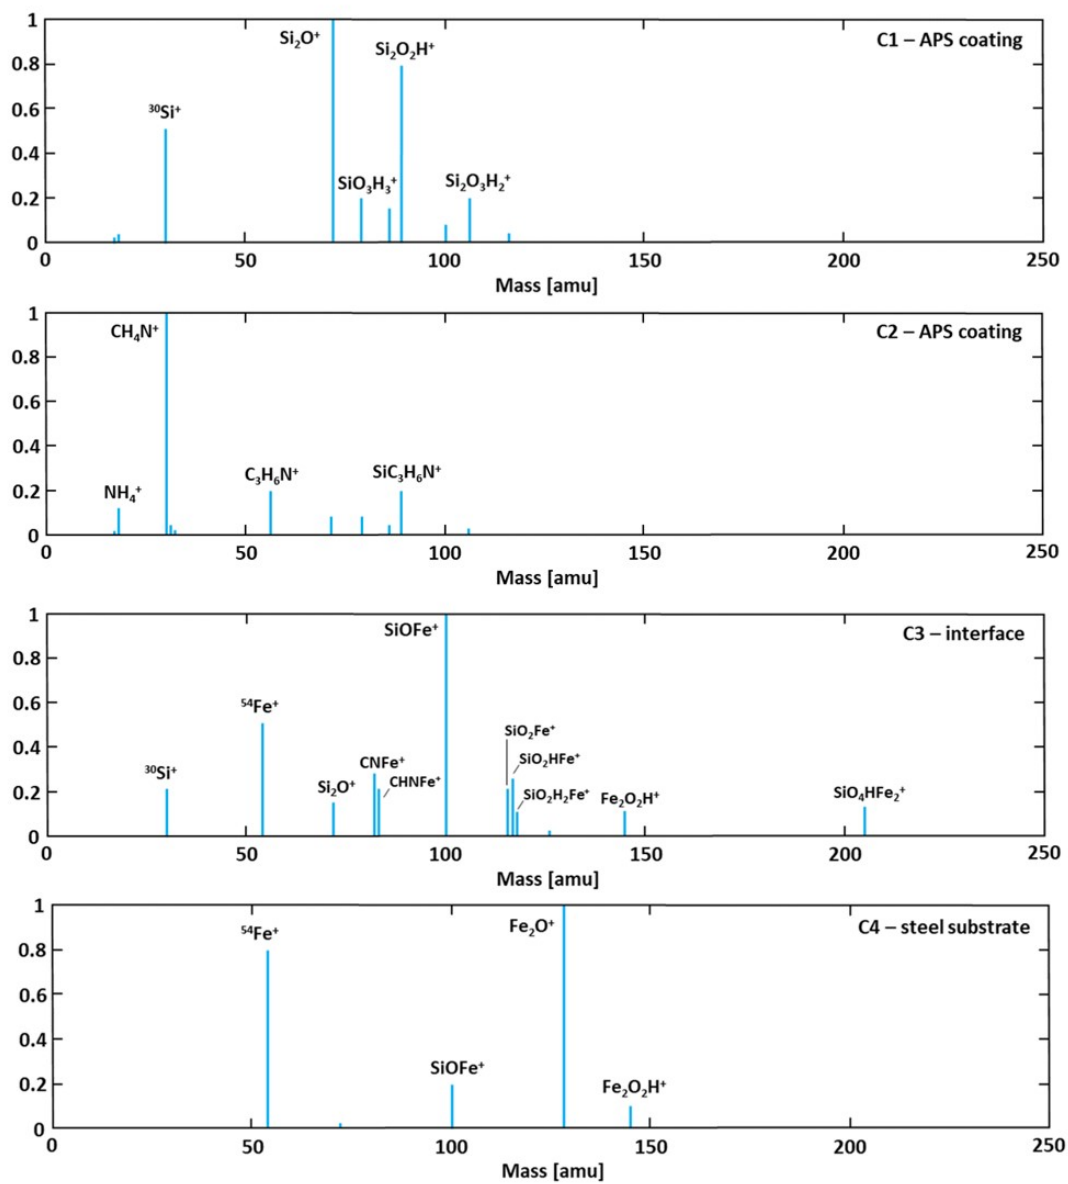 1
Si₂O⁺
C1 – APS coating
Si₂O₂H⁺
0.8
³⁰Si⁺
0.6
0.4
SiO₃H₃⁺
Si₂O₃H₂⁺
0.2
0
0 50 100 150 200 250
Mass [amu]
1
CH₄N⁺
C2 – APS coating
0.8
0.6
0.4
C₃H₆N⁺
SiC₃H₆N⁺
NH₄⁺
0.2
0
0 50 100 150 200 250
Mass [amu]
1
SiOFe⁺
C3 – interface
0.8
⁵⁴Fe⁺
0.6
SiO₂Fe⁺
0.4
CNFe⁺
SiO₂HFe⁺
³⁰Si⁺
CHNFe⁺
Si₂O⁺
SiO₂H₂Fe⁺
Fe₂O₂H⁺
SiO₄HFe₂⁺
0.2
0
0 50 100 150 200 250
Mass [amu]
1
⁵⁴Fe⁺
Fe₂O⁺
C4 – steel substrate
0.8
0.6
0.4
SiOFe⁺
Fe₂O₂H⁺
0.2
0
0 50 100 150 200 250
Mass [amu]